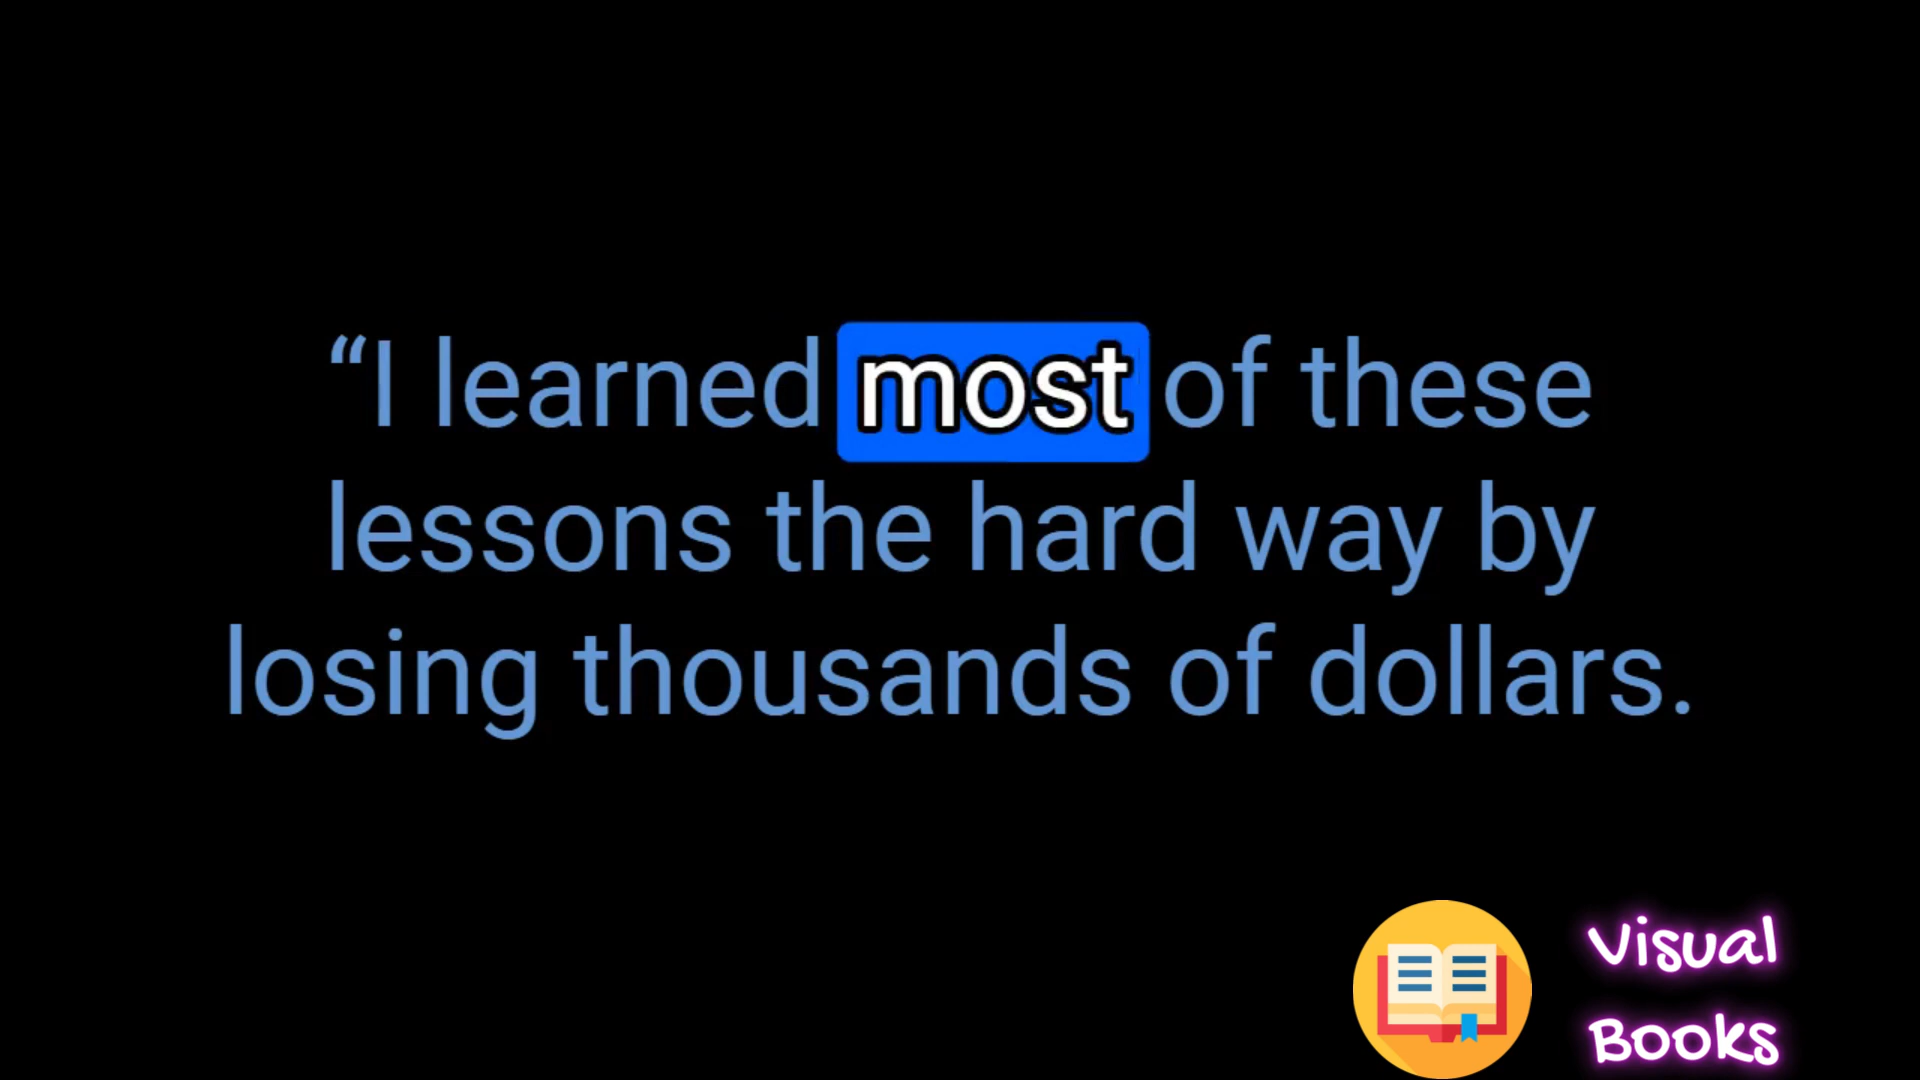 “I learned most of these
lessons the hard way by
losing thousands of dollars.
Visual
Books